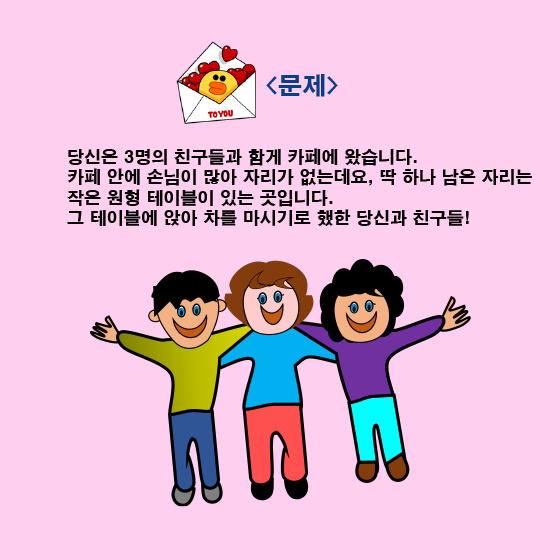 TO YOU
<문제>
당신은 3명의 친구들과 함게 카페에 왔습니다.
카페 안에 손님이 많아 자리가 없는데요, 딱 하나 남은 자리는
작은 원형 테이블이 있는 곳입니다.
그 테이블에 앉아 차를 마시기로 했한 당신과 친구들!